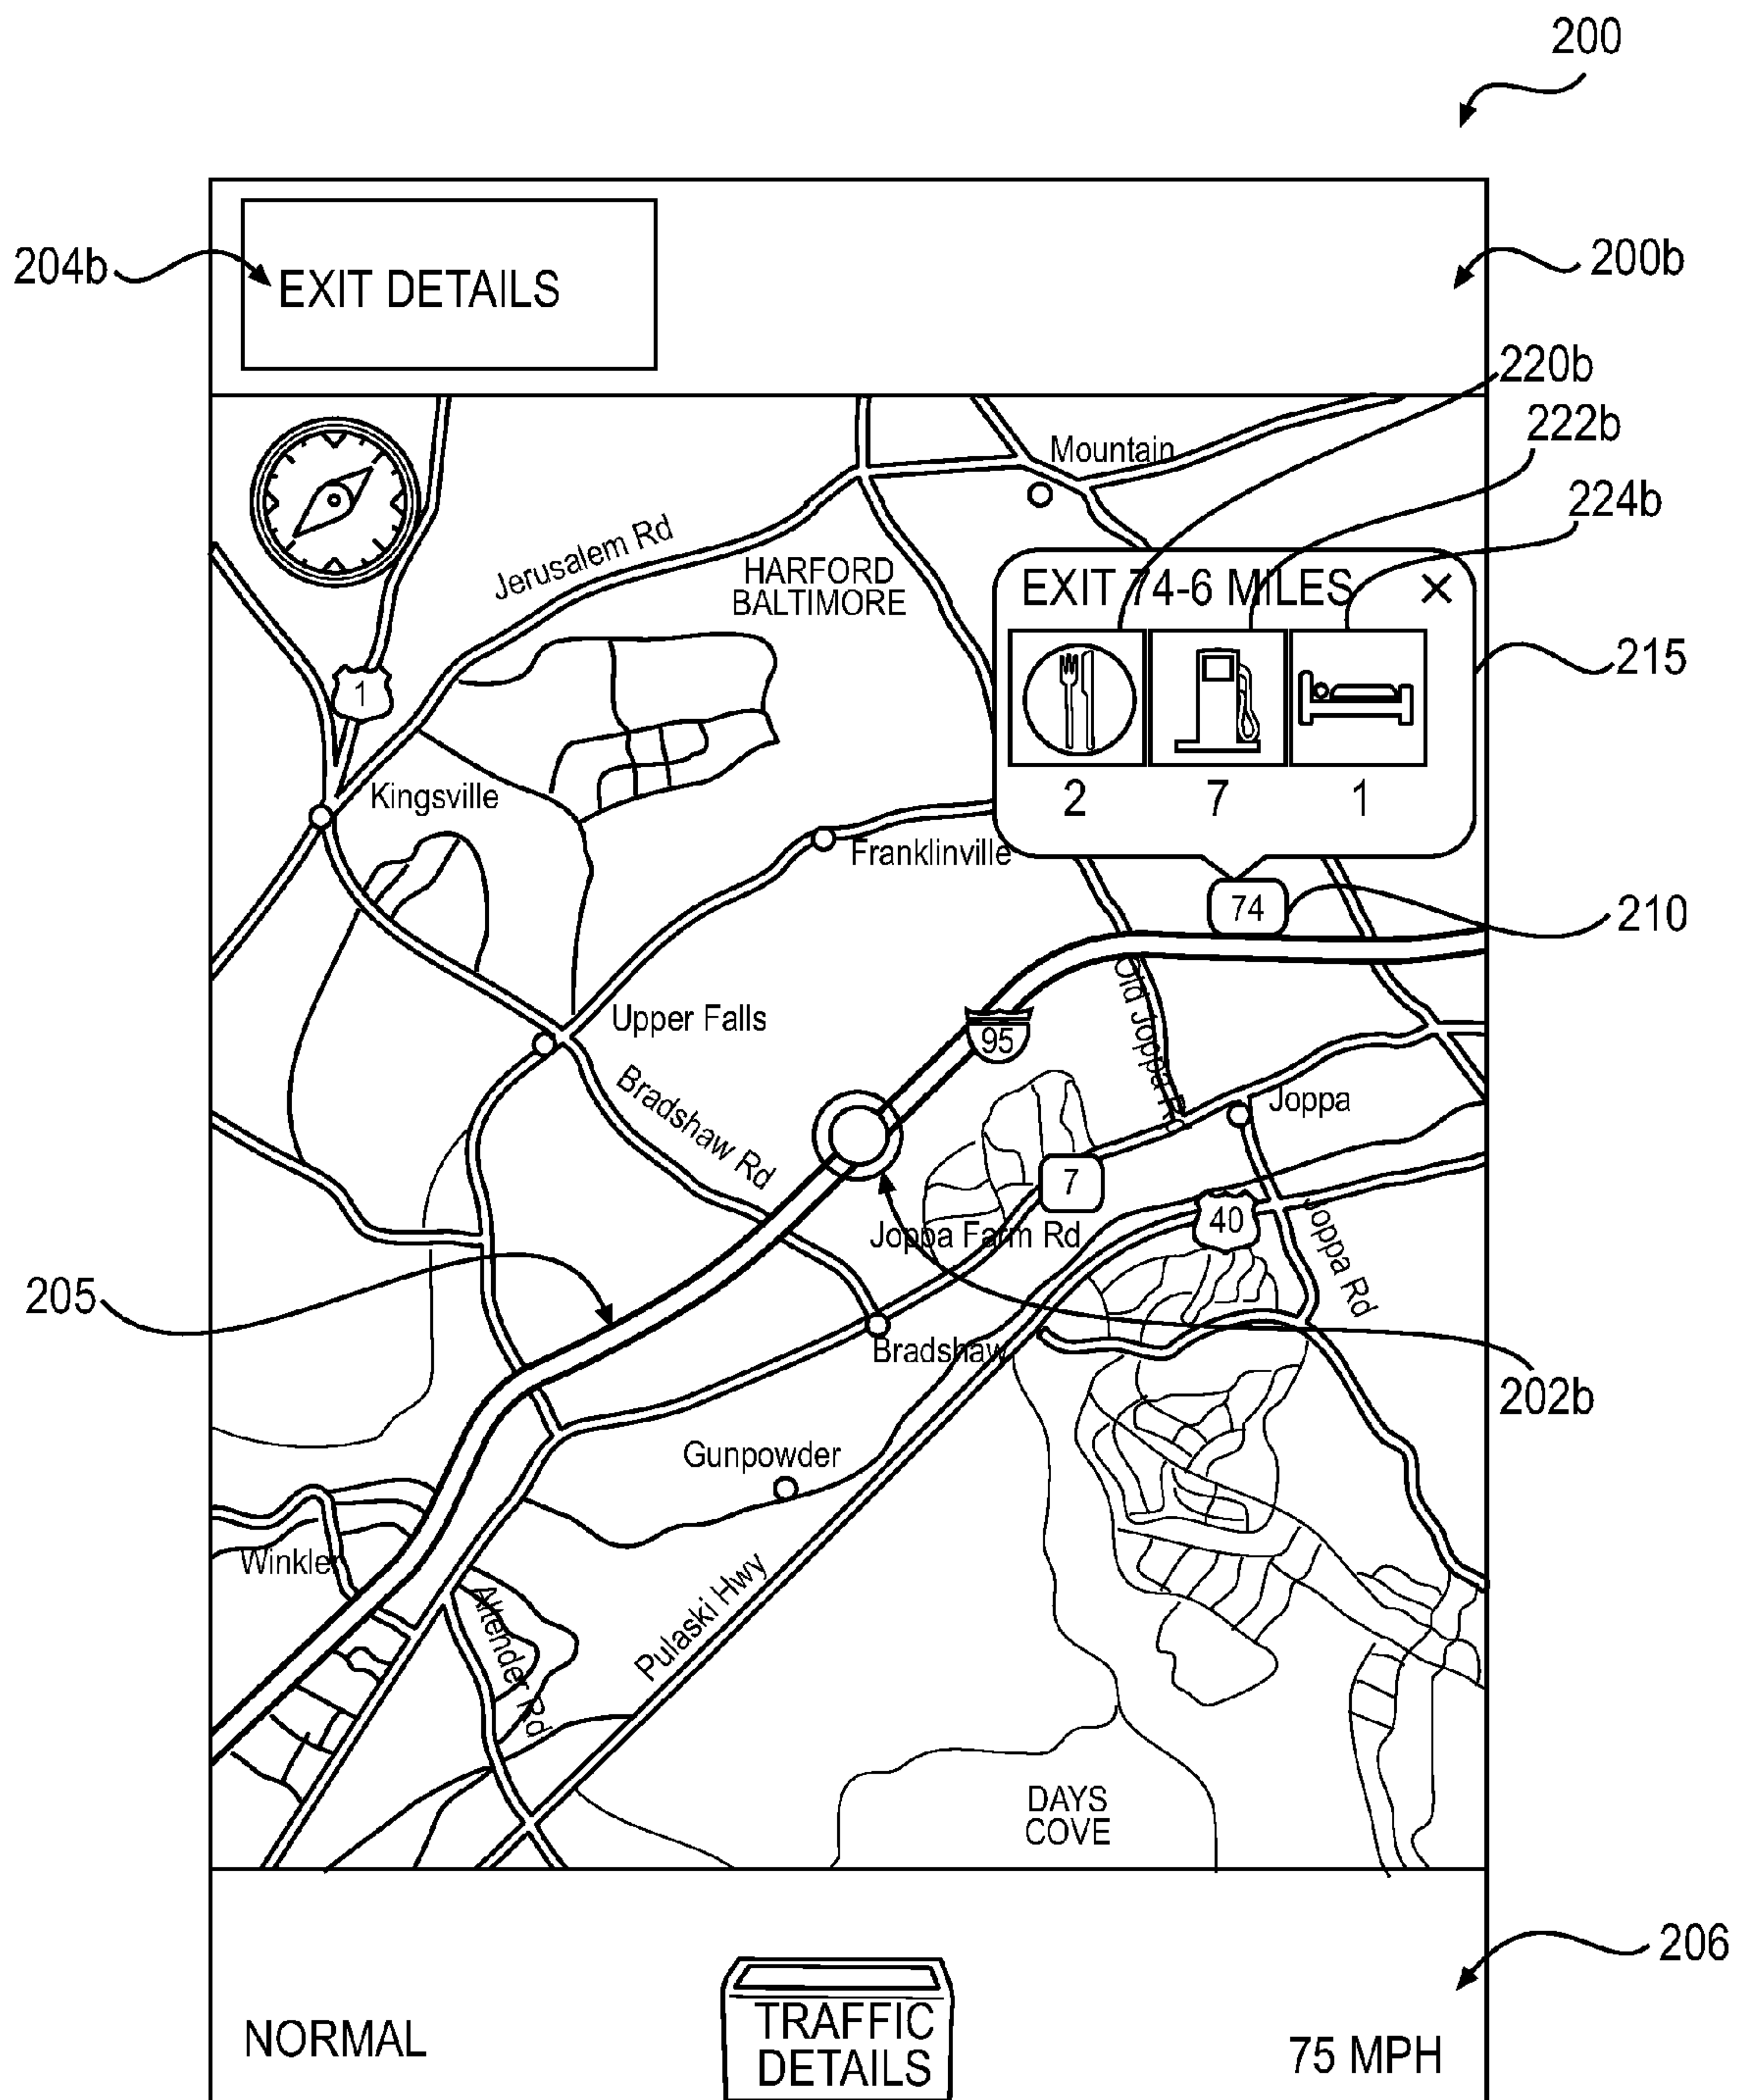 200
204b
EXIT DETAILS
200b
220b
222b
224b
Mountain
Jerusalem Rd
HARFORD
BALTIMORE
EXIT 74-6 MILES
×
215
1
2
7
1
Kingsville
Franklinville
74
210
Upper Falls
95
Old Joppa R
Bradshaw Rd
Joppa
7
40
Joppa Farm Rd
Joppa Rd
205
Bradshaw
202b
Gunpowder
Winkler
Allender Rd
Pulaski Hwy
DAYS
COVE
206
NORMAL
TRAFFIC
DETAILS
75 MPH